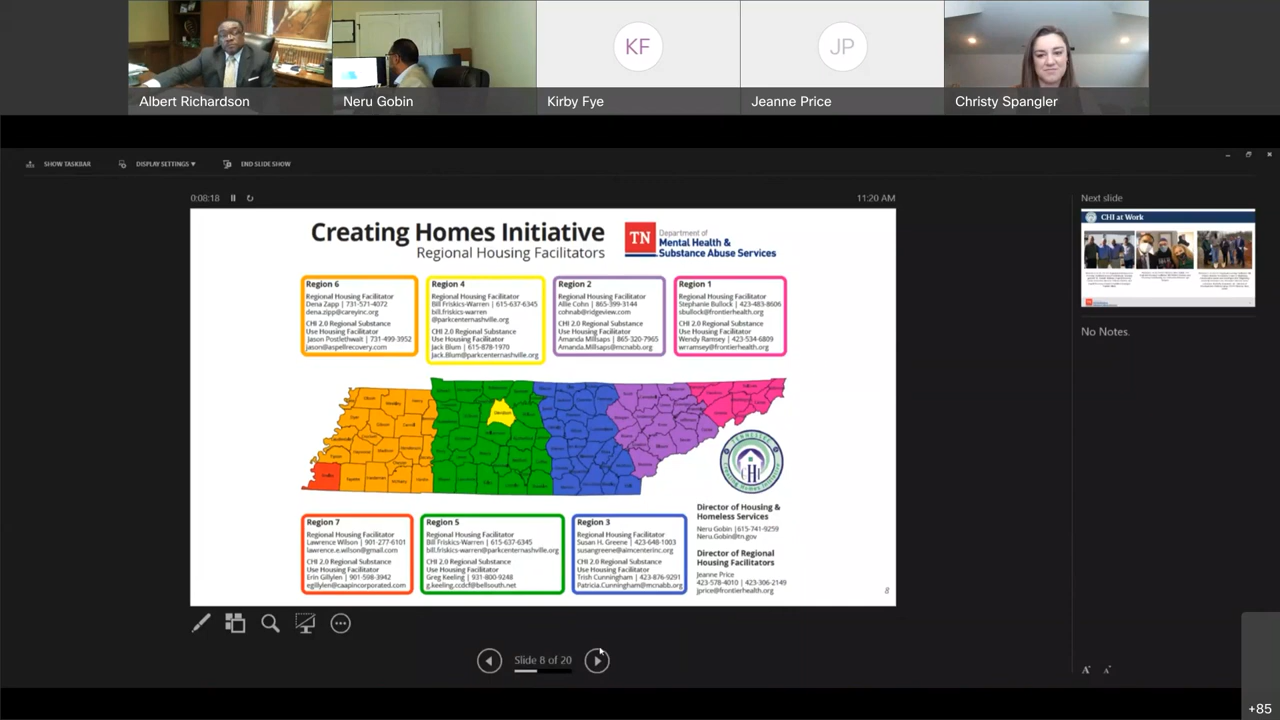 Albert Richardson
Neru Gobin
KF
Kirby Fye
JP
Jeanne Price
Christy Spangler
SHOW TASKBAR
DISPLAY SETTINGS ▼
END SLIDE SHOW
0:08:18
11:20 AM
Creating Homes Initiative
Regional Housing Facilitators
TN
Department of
Mental Health &
Substance Abuse Services
Region 6
Regional Housing Facilitator
Dena Zapp | 731-571-4072
dena.zipp@careyinc.org
CHI 2.0 Regional Substance
Use Housing Facilitator
Jason Postlethwait | 731-499-3952
jason@aspellrecovery.com
Region 4
Regional Housing Facilitator
Bill Friskics-Warren | 615-637-6345
bill.friskics-warren
@parkcenternashville.org
CHI 2.0 Regional Substance
Use Housing Facilitator
Jack Blum | 615-878-1970
Jack.Blum@parkcenternashville.org
Region 2
Regional Housing Facilitator
Allie Cohn | 865-399-3144
cohnab@ridgeview.com
CHI 2.0 Regional Substance
Use Housing Facilitator
Amanda Millsaps | 865-320-7965
Amanda.Millsaps@mcnabb.org
Region 1
Regional Housing Facilitator
Stephanie Bullock | 423-483-8606
sbullock@frontierhealth.org
CHI 2.0 Regional Substance
Use Housing Facilitator
Wendy Ramsey | 423-534-6809
wrramsey@frontierhealth.org
CHI
Region 7
Regional Housing Facilitator
Lawrence Wilson | 901-277-6101
lawrence.e.wilson@gmail.com
CHI 2.0 Regional Substance
Use Housing Facilitator
Erin Gillylen | 901-598-3942
egillylen@caapincorporated.com
Region 5
Regional Housing Facilitator
Bill Friskics-Warren | 615-637-6345
bill.friskics-warren@parkcenternashville.org
CHI 2.0 Regional Substance
Use Housing Facilitator
Greg Keeling | 931-800-9248
g.keeling.ccdcf@bellsouth.net
Region 3
Regional Housing Facilitator
Susan H. Greene | 423-648-1003
susangreene@aimcenterinc.org
CHI 2.0 Regional Substance
Use Housing Facilitator
Trish Cunningham | 423-876-9291
Patricia.Cunningham@mcnabb.org
Director of Housing &
Homeless Services
Neru Gobin |615-741-9259
Neru.Gobin@tn.gov
Director of Regional
Housing Facilitators
Jeanne Price
423-578-4010 | 423-306-2149
jprice@frontierhealth.org
8
Slide 8 of 20
Next slide
CHI at Work
No Notes.
A
A
+85